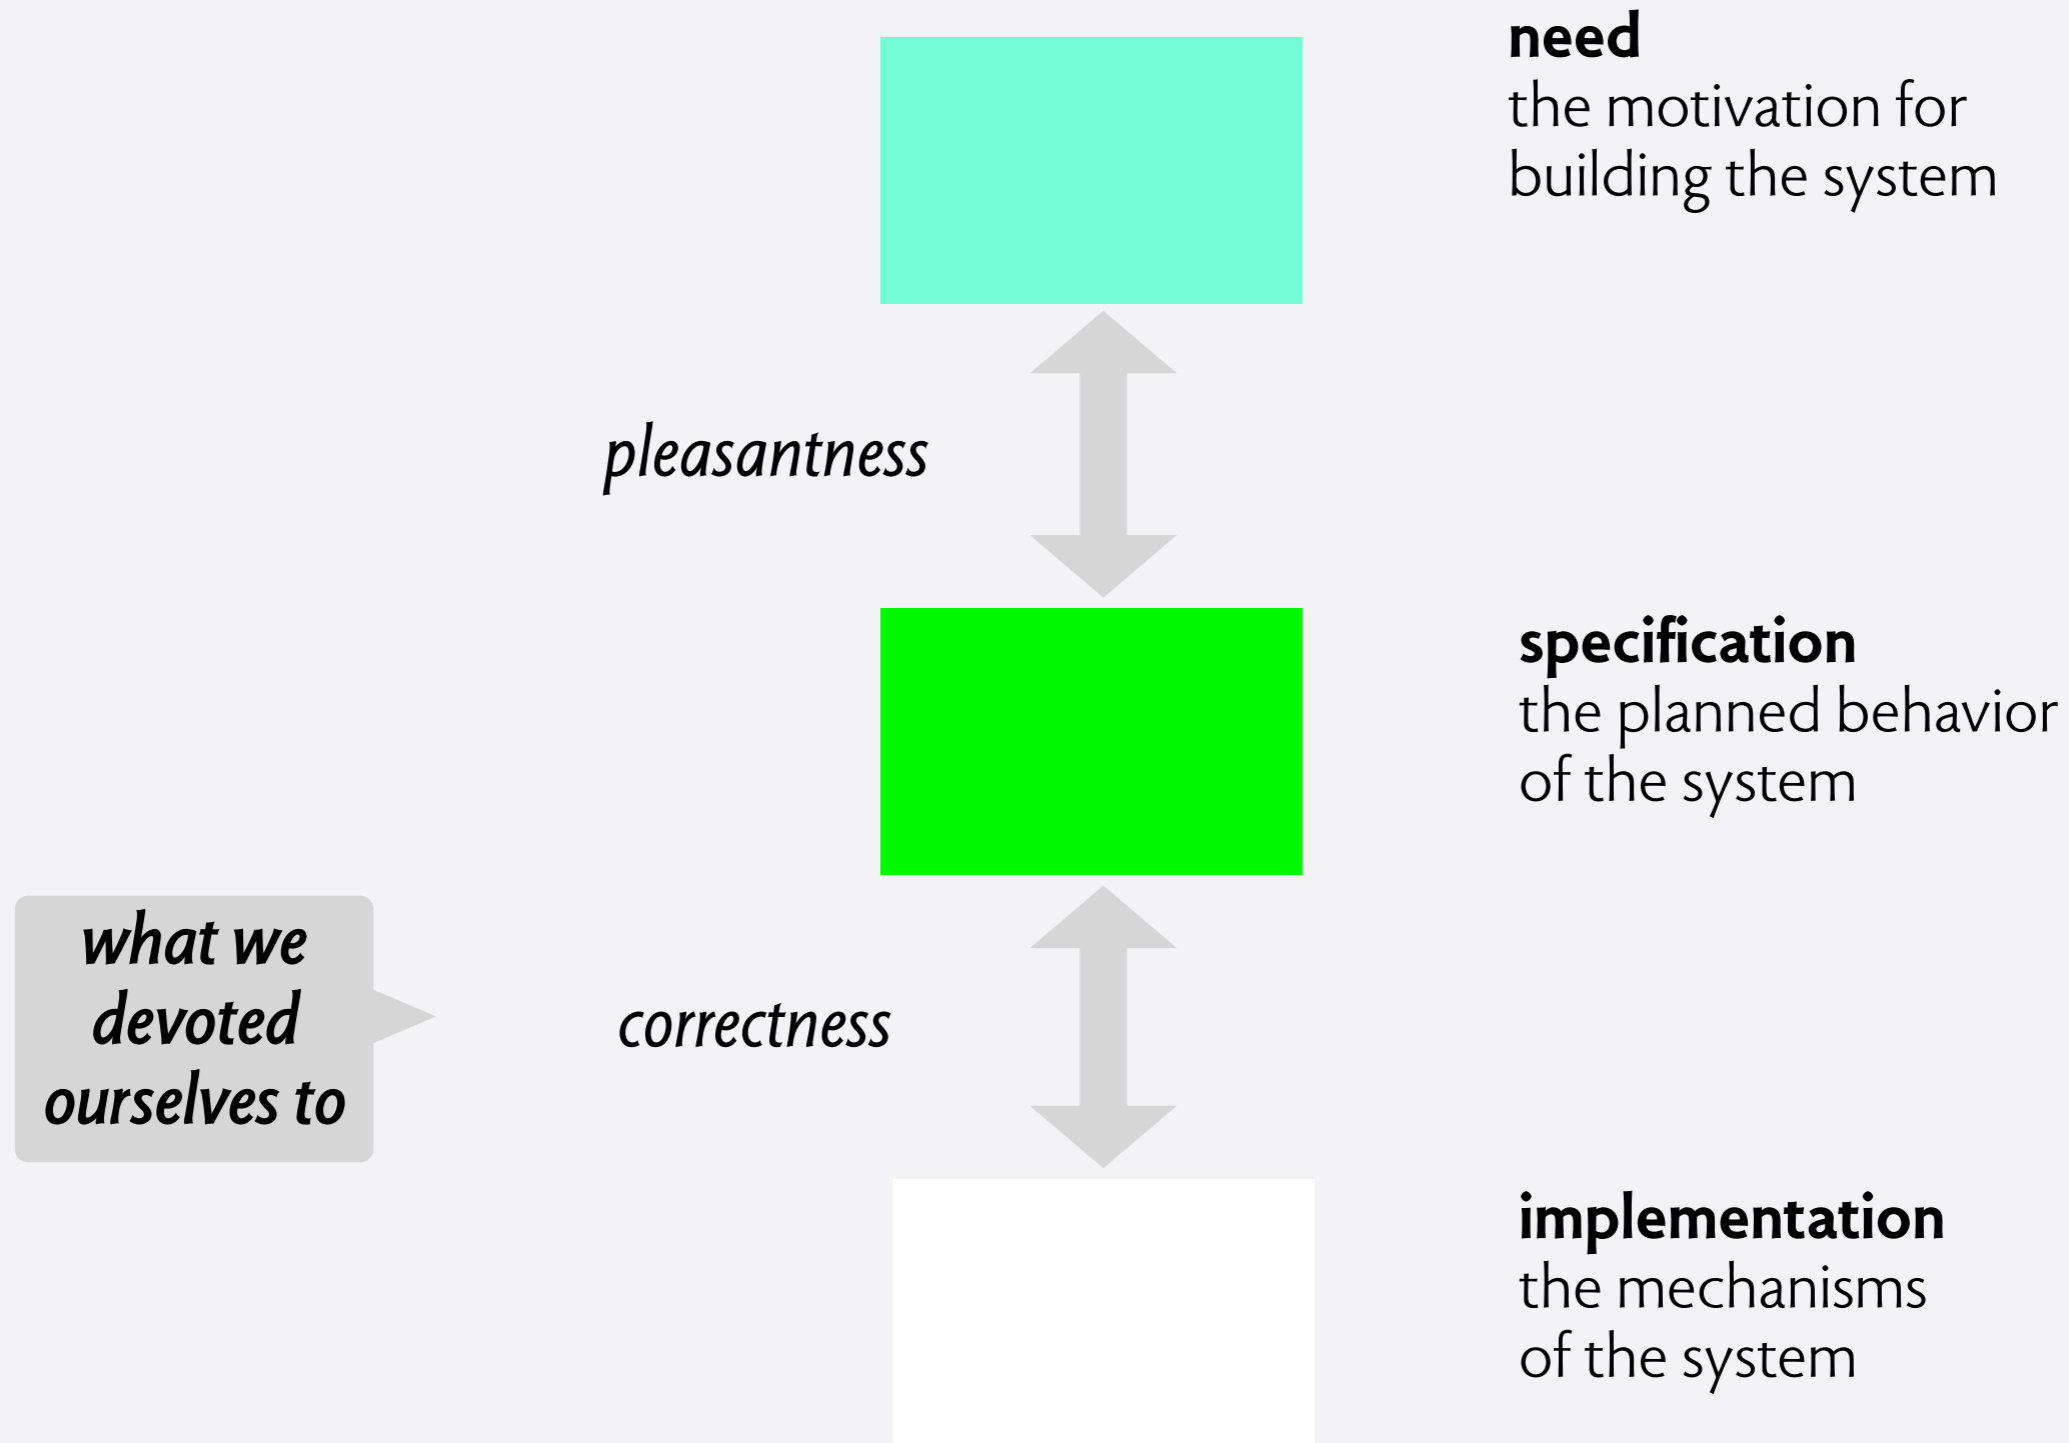 need
the motivation for
building the system
pleasantness
specification
the planned behavior
of the system
what we
devoted
ourselves to
correctness
implementation
the mechanisms
of the system